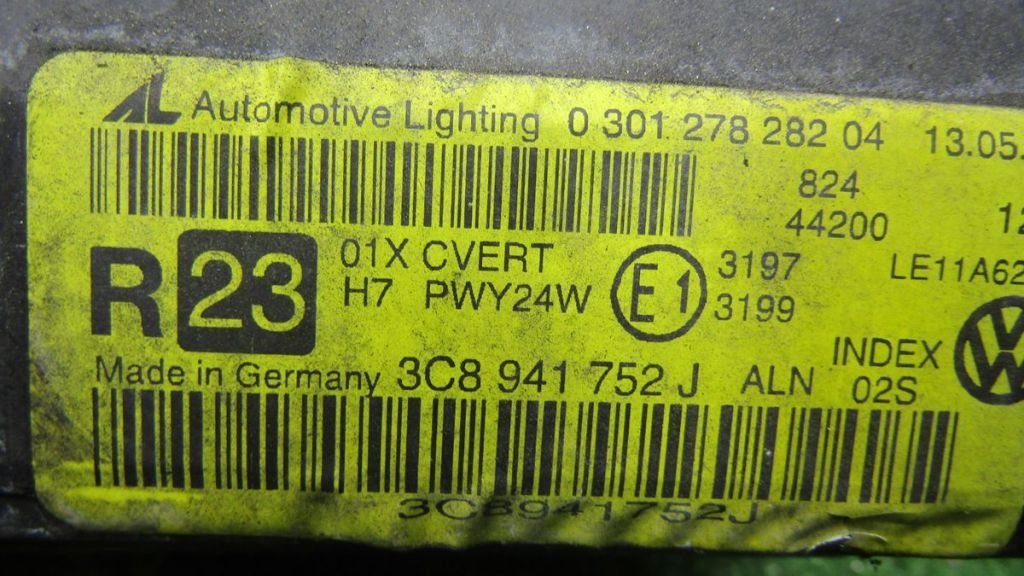 AL Automotive Lighting 0 301 278 282 04 13.05.
824
44200 12
R 23 01X CVERT E1 3197 LE11A62
H7 PWY24W 3199
INDEX VW
Made in Germany 3C8 941 752 J ALN 02S
3C8941752J